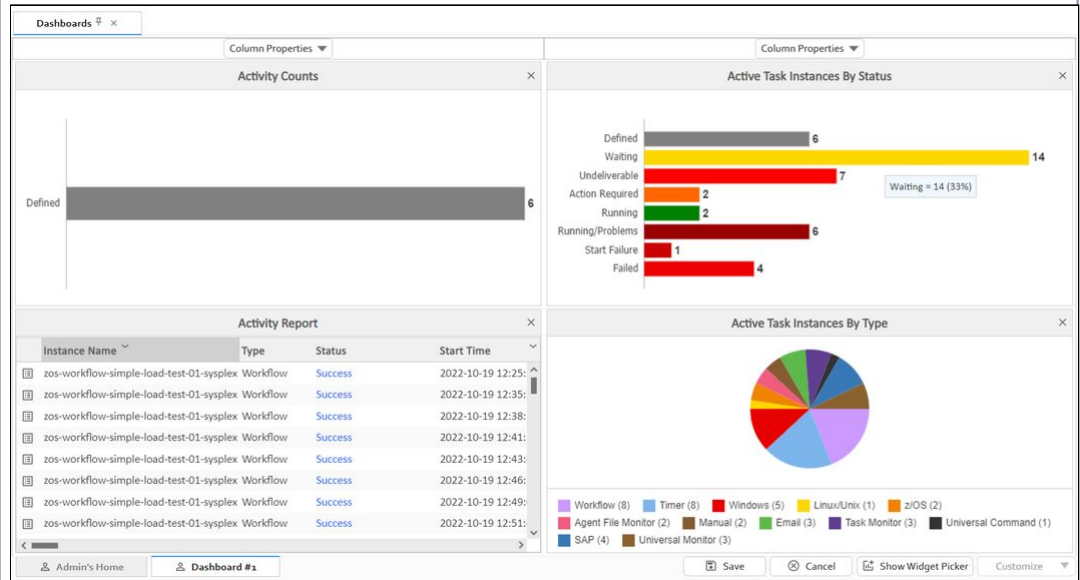 Dashboards
Column Properties
Column Properties
Activity Counts
Defined
6
Active Task Instances By Status
Defined 6
Waiting 14
Undeliverable 7
Waiting = 14 (33%)
Action Required 2
Running 2
Running/Problems 6
Start Failure 1
Failed 4
Activity Report
Instance Name Type Status Start Time
zos-workflow-simple-load-test-01-sysplex Workflow Success 2022-10-19 12:25:
zos-workflow-simple-load-test-01-sysplex Workflow Success 2022-10-19 12:35:
zos-workflow-simple-load-test-01-sysplex Workflow Success 2022-10-19 12:38:
zos-workflow-simple-load-test-01-sysplex Workflow Success 2022-10-19 12:41:
zos-workflow-simple-load-test-01-sysplex Workflow Success 2022-10-19 12:43:
zos-workflow-simple-load-test-01-sysplex Workflow Success 2022-10-19 12:46:
zos-workflow-simple-load-test-01-sysplex Workflow Success 2022-10-19 12:49:
zos-workflow-simple-load-test-01-sysplex Workflow Success 2022-10-19 12:51:
Active Task Instances By Type
Workflow (8) Timer (8) Windows (5) Linux/Unix (1) z/OS (2)
Agent File Monitor (2) Manual (2) Email (3) Task Monitor (3) Universal Command (1)
SAP (4) Universal Monitor (3)
Admin's Home Dashboard #1 Save Cancel Show Widget Picker Customize